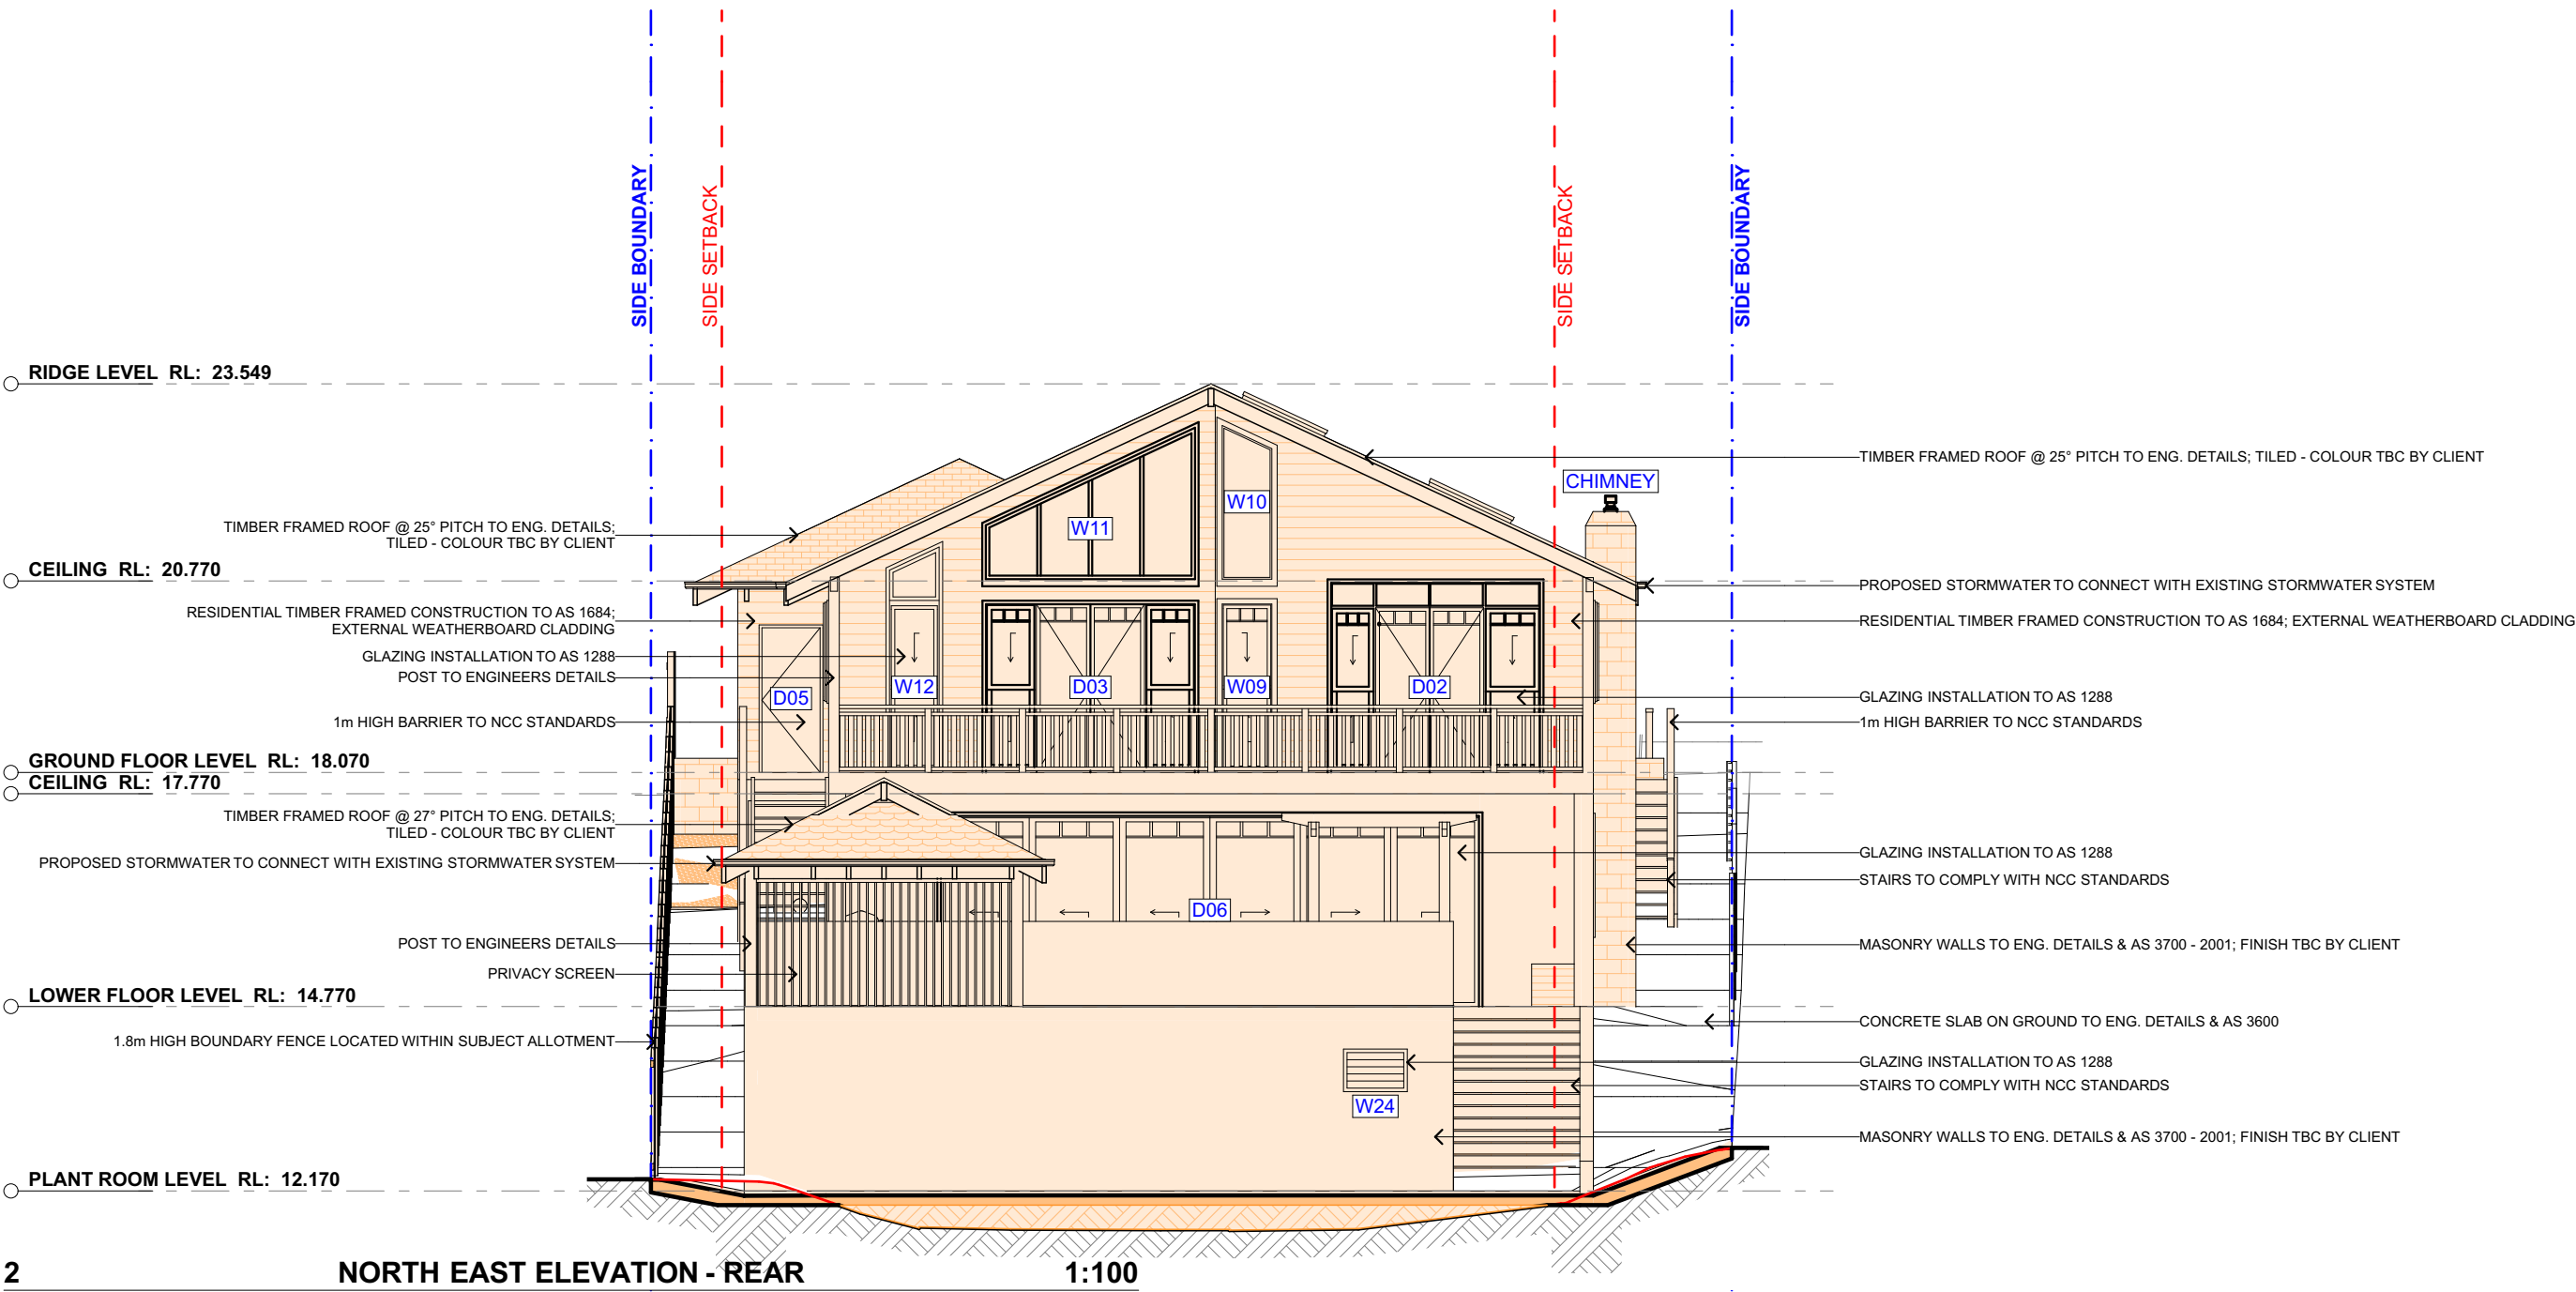 SIDE BOUNDARY
SIDE SETBACK
SIDE SETBACK
SIDE BOUNDARY
RIDGE LEVEL RL: 23.549
TIMBER FRAMED ROOF @ 25° PITCH TO ENG. DETAILS; TILED - COLOUR TBC BY CLIENT
CHIMNEY
W10
W11
TIMBER FRAMED ROOF @ 25° PITCH TO ENG. DETAILS;
TILED - COLOUR TBC BY CLIENT
CEILING RL: 20.770
PROPOSED STORMWATER TO CONNECT WITH EXISTING STORMWATER SYSTEM
RESIDENTIAL TIMBER FRAMED CONSTRUCTION TO AS 1684;
EXTERNAL WEATHERBOARD CLADDING
RESIDENTIAL TIMBER FRAMED CONSTRUCTION TO AS 1684; EXTERNAL WEATHERBOARD CLADDING
GLAZING INSTALLATION TO AS 1288
POST TO ENGINEERS DETAILS
D05
W12
D03
W09
D02
GLAZING INSTALLATION TO AS 1288
1m HIGH BARRIER TO NCC STANDARDS
1m HIGH BARRIER TO NCC STANDARDS
GROUND FLOOR LEVEL RL: 18.070
CEILING RL: 17.770
TIMBER FRAMED ROOF @ 27° PITCH TO ENG. DETAILS;
TILED - COLOUR TBC BY CLIENT
PROPOSED STORMWATER TO CONNECT WITH EXISTING STORMWATER SYSTEM
GLAZING INSTALLATION TO AS 1288
STAIRS TO COMPLY WITH NCC STANDARDS
D06
POST TO ENGINEERS DETAILS
MASONRY WALLS TO ENG. DETAILS & AS 3700 - 2001; FINISH TBC BY CLIENT
PRIVACY SCREEN
LOWER FLOOR LEVEL RL: 14.770
CONCRETE SLAB ON GROUND TO ENG. DETAILS & AS 3600
1.8m HIGH BOUNDARY FENCE LOCATED WITHIN SUBJECT ALLOTMENT
GLAZING INSTALLATION TO AS 1288
STAIRS TO COMPLY WITH NCC STANDARDS
W24
MASONRY WALLS TO ENG. DETAILS & AS 3700 - 2001; FINISH TBC BY CLIENT
PLANT ROOM LEVEL RL: 12.170
2 NORTH EAST ELEVATION - REAR 1:100